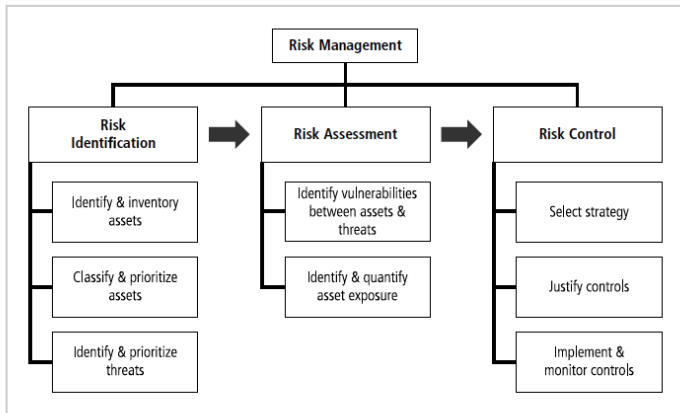 Risk Management
Risk
Identification
Risk Assessment
Risk Control
Identify & inventory
assets
Classify & prioritize
assets
Identify & prioritize
threats
Identify vulnerabilities
between assets &
threats
Identify & quantify
asset exposure
Select strategy
Justify controls
Implement &
monitor controls